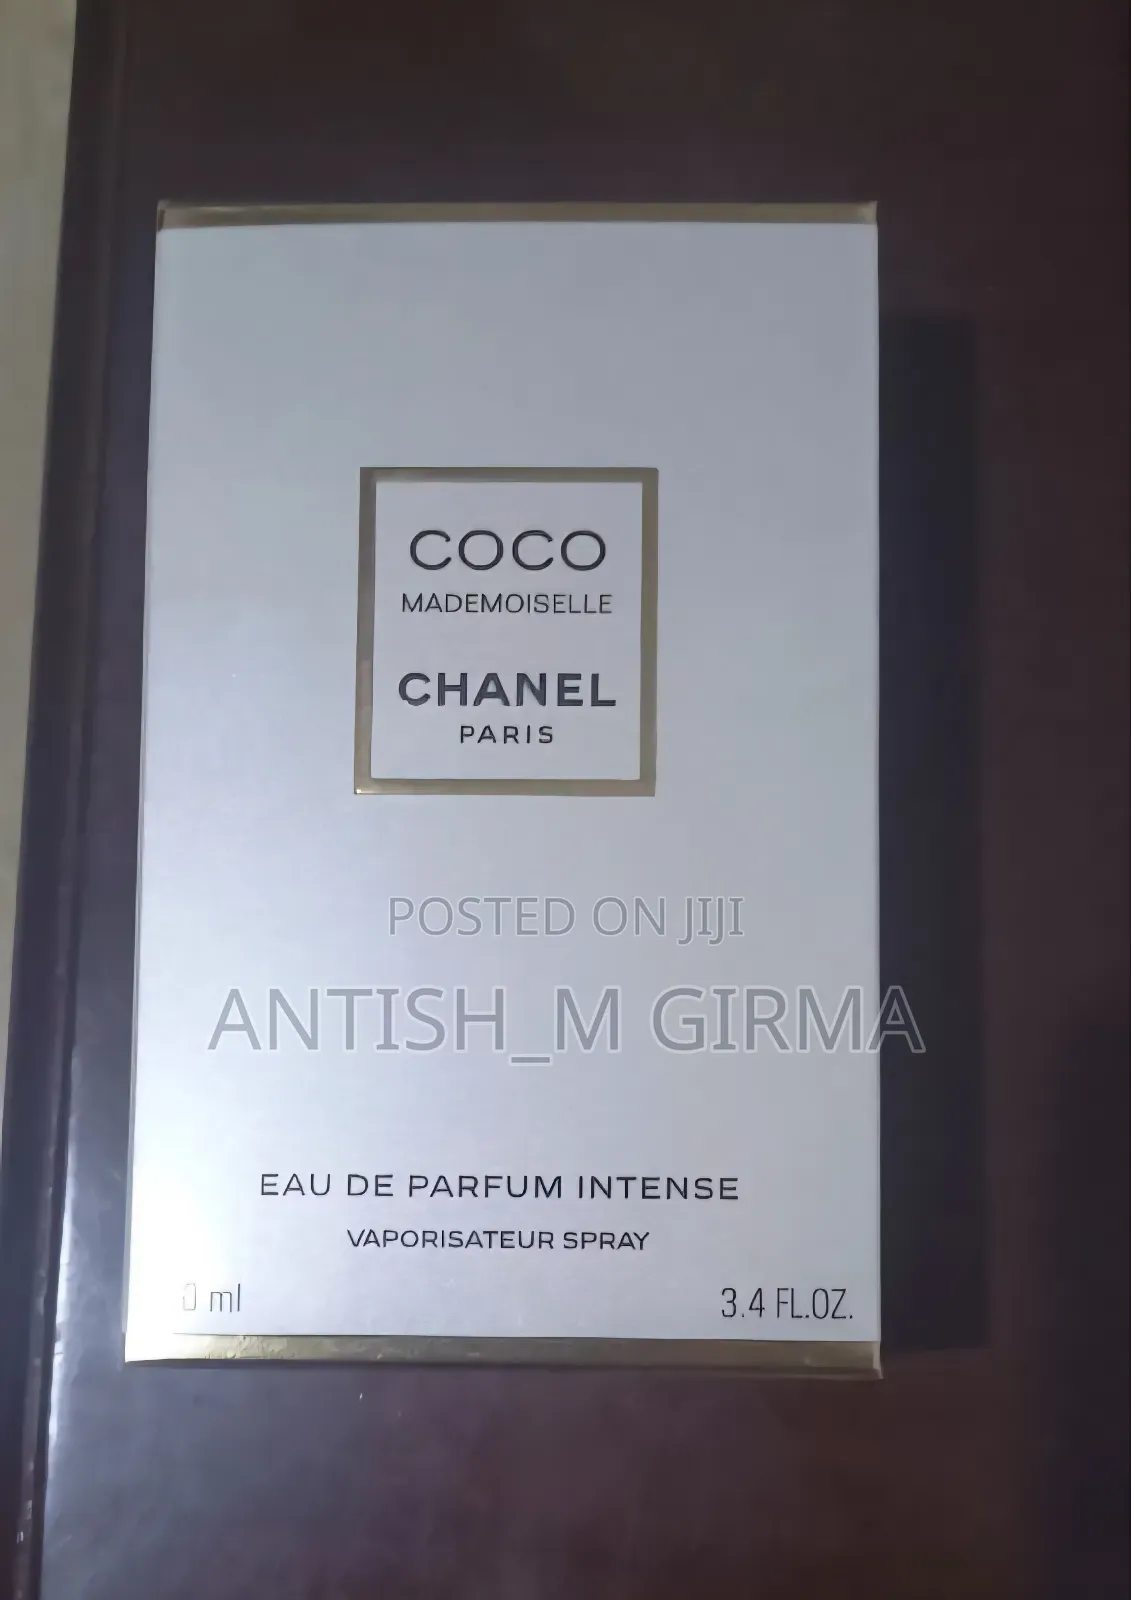 COCO
MADEMOISELLE
CHANEL
PARIS
POSTED ON JIJI
ANTISH_M GIRMA
EAU DE PARFUM INTENSE
VAPORISATEUR SPRAY
ml 3.4 FL.OZ.